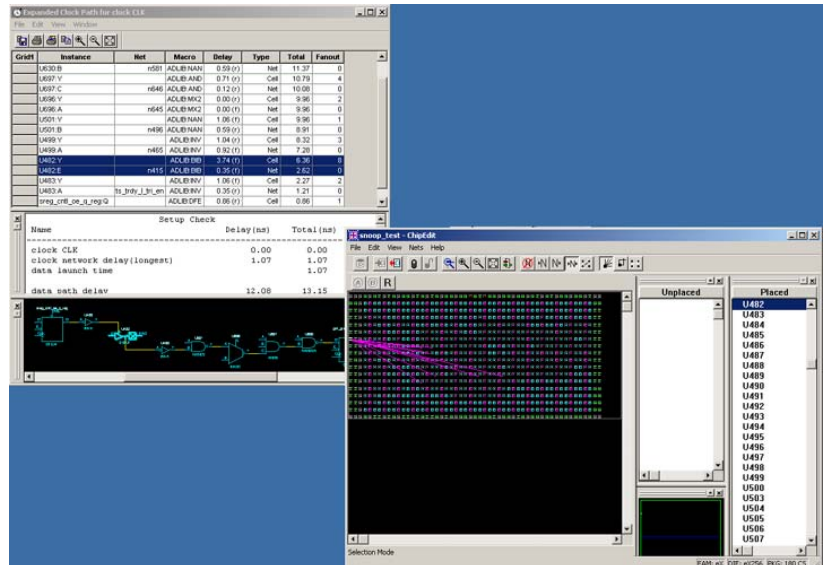 Expanded Clock Path for clock CLK
File Edit View Window
Grid1 Instance Net Macro Delay Type Total Fanout
U630:B n581 ADLIB:NAN 0.59 (r) Net 11.37 0
U697:Y ADLIB:AND 0.71 (r) Cell 10.79 4
U697:C n646 ADLIB:AND 0.12 (r) Net 10.08 0
U696:Y ADLIB:MX2 0.00 (r) Cell 9.96 2
U696:A n645 ADLIB:MX2 0.00 (f) Net 9.96 0
U501:Y ADLIB:NAN 1.06 (f) Cell 9.96 1
U501:B n496 ADLIB:NAN 0.59 (r) Net 8.91 0
U499:Y ADLIB:INV 1.04 (r) Cell 8.32 3
U499:A n465 ADLIB:INV 0.92 (f) Net 7.28 0
U482:Y ADLIB:BIB 3.74 (f) Cell 6.36 8
U482:E n415 ADLIB:BIB 0.35 (f) Net 2.62 0
U483:Y ADLIB:INV 1.06 (f) Cell 2.27 2
U483:A ts_trdy_l_tri_en ADLIB:INV 0.35 (r) Net 1.21 0
sreg_cntl_oe_q_reg:Q ADLIB:DFE 0.86 (r) Cell 0.86 1
Setup Check
Name Delay(ns) Total(ns)
clock CLK 0.00 0.00
clock network delay(longest) 1.07 1.07
data launch time 1.07
data path delay 12.08 13.15
snoop_test - ChipEdit
File Edit View Nets Help
R
Unplaced
Placed
U482
U483
U484
U485
U486
U487
U488
U489
U490
U491
U492
U493
U494
U495
U496
U497
U498
U499
U500
U503
U504
U505
U506
U507
Selection Mode
FAM: eX DIE: eX256 PKG: 180 CS